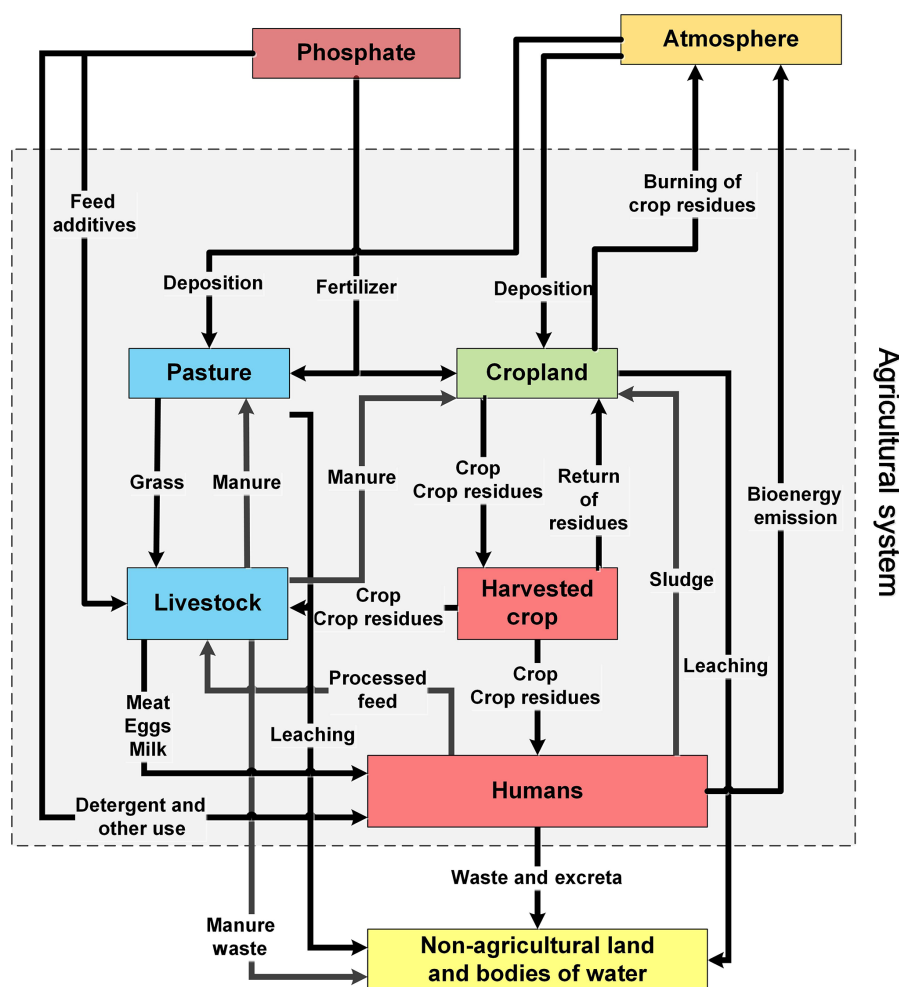 Phosphate
Atmosphere
Burning of
crop residues
Feed
additives
Deposition
Fertilizer
Deposition
Pasture
Cropland
Agricultural system
Grass
Manure
Manure
Crop
Crop residues
Return
of
residues
Bioenergy
emission
Livestock
Crop
Crop residues
Harvested
crop
Sludge
Processed
feed
Crop
Crop residues
Leaching
Meat
Eggs
Milk
Leaching
Humans
Detergent and
other use
Waste and excreta
Manure
waste
Non-agricultural land
and bodies of water